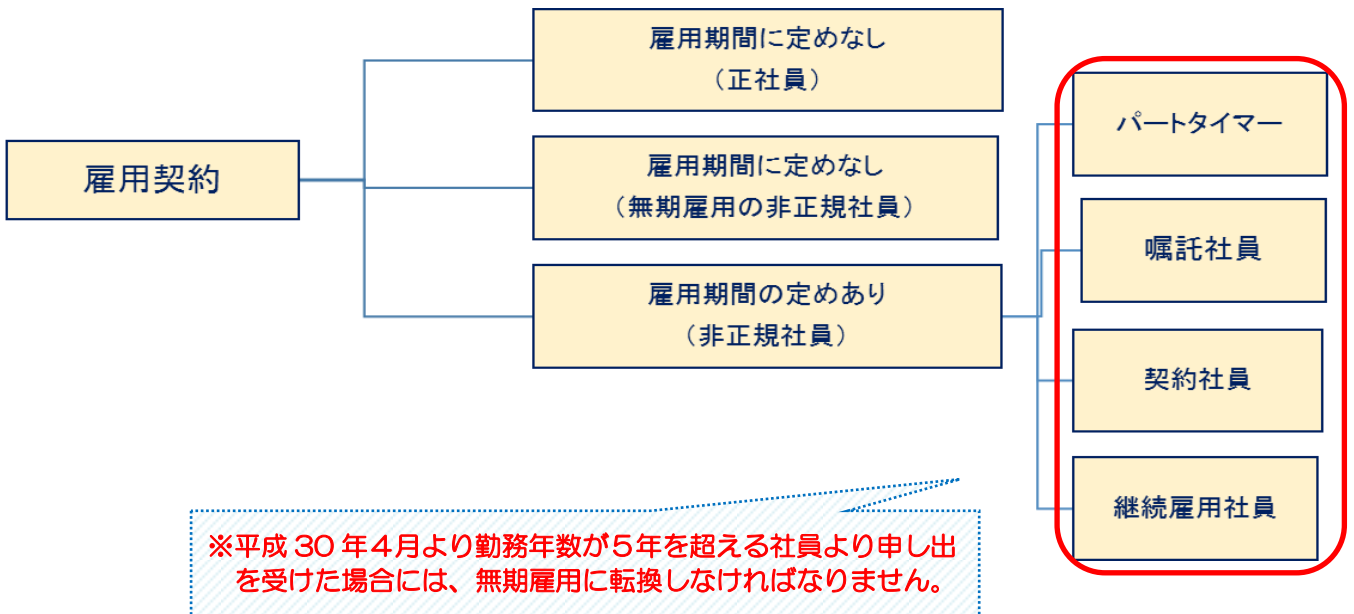 雇用契約
雇用期間に定めなし
（正社員）
雇用期間に定めなし
（無期雇用の非正規社員）
雇用期間の定めあり
（非正規社員）
パートタイマー
嘱託社員
契約社員
継続雇用社員
※平成30年４月より勤務年数が５年を超える社員より申し出
を受けた場合には、無期雇用に転換しなければなりません。